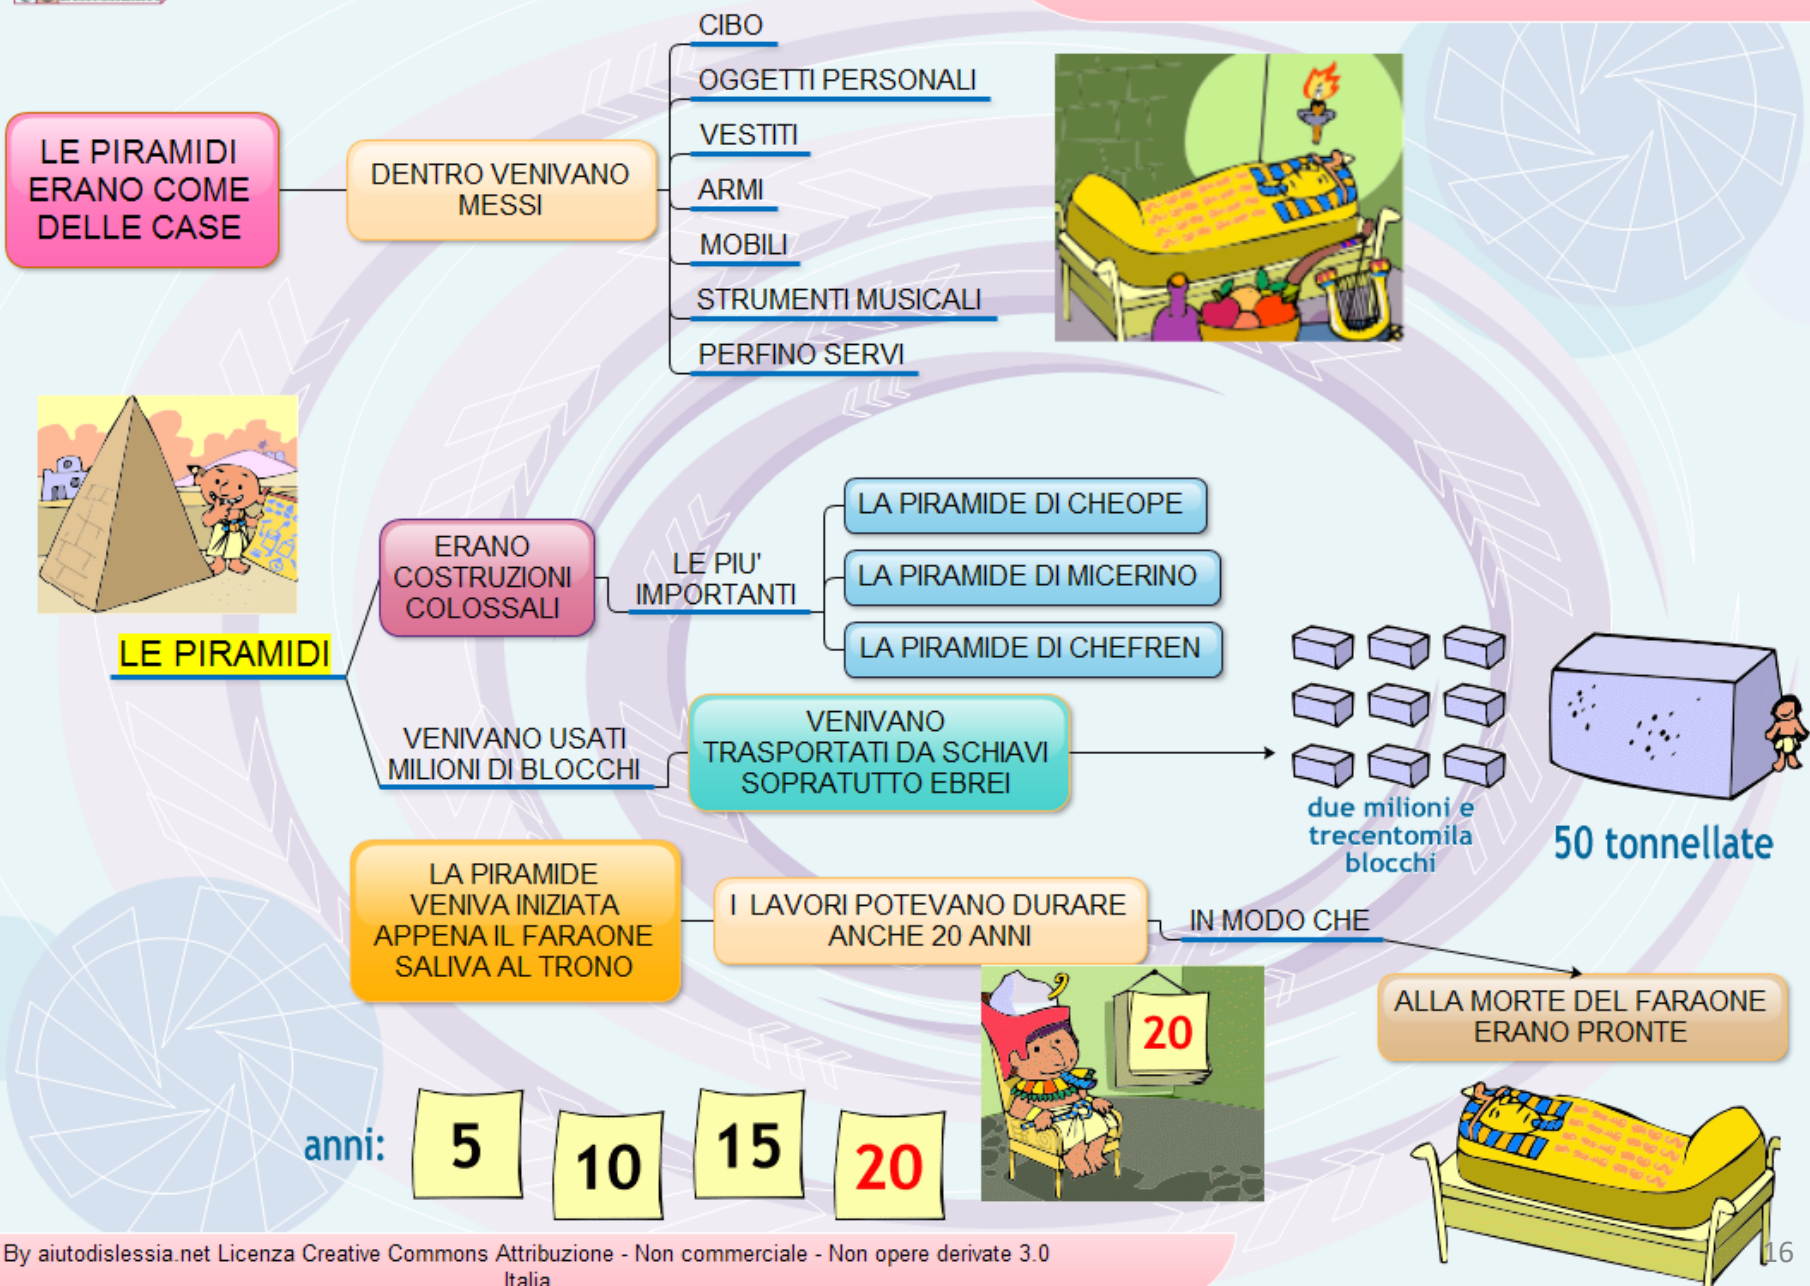 LE PIRAMIDI
ERANO COME
DELLE CASE
DENTRO VENIVANO
MESSI
CIBO
OGGETTI PERSONALI
VESTITI
ARMI
MOBILI
STRUMENTI MUSICALI
PERFINO SERVI
LE PIRAMIDI
ERANO
COSTRUZIONI
COLOSSALI
LE PIU'
IMPORTANTI
LA PIRAMIDE DI CHEOPE
LA PIRAMIDE DI MICERINO
LA PIRAMIDE DI CHEFREN
VENIVANO USATI
MILIONI DI BLOCCHI
VENIVANO
TRASPORTATI DA SCHIAVI
SOPRATUTTO EBREI
due milioni e
trecentomila
blocchi
50 tonnellate
LA PIRAMIDE
VENIVA INIZIATA
APPENA IL FARAONE
SALIVA AL TRONO
I LAVORI POTEVANO DURARE
ANCHE 20 ANNI
IN MODO CHE
ALLA MORTE DEL FARAONE
ERANO PRONTE
20
anni:
5
10
15
20
By aiutodislessia.net Licenza Creative Commons Attribuzione - Non commerciale - Non opere derivate 3.0
Italia
16